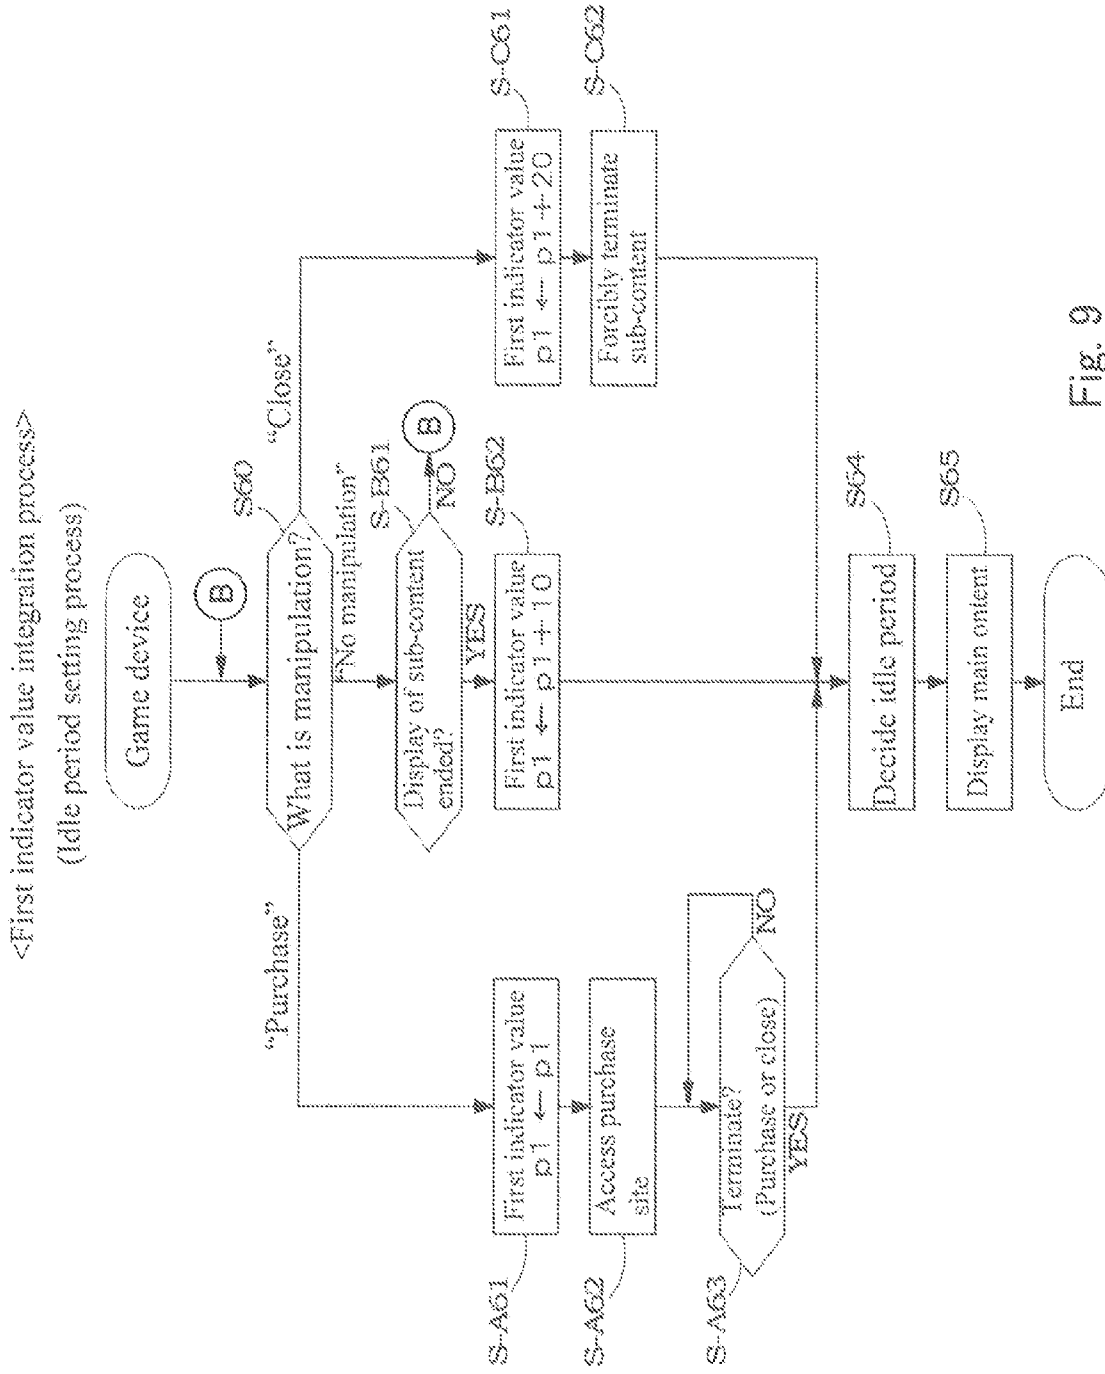 <First indicator value integration process>
(Idle period setting process)
Game device
B
S60
What is manipulation?
"Purchase"
"No manipulation"
"Close"
S-A61
First indicator value
p1 ← p1
S-A62
Access purchase
site
S-A63
Terminate?
(Purchase or close)
NO
YES
S-B61
Display of sub-content
ended?
NO
B
YES
S-B62
First indicator value
p1 ← p1 + 10
S-C61
First indicator value
p1 ← p1 + 20
S-C62
Forcibly terminate
sub-content
S64
Decide idle period
S65
Display main ontent
End
Fig. 9